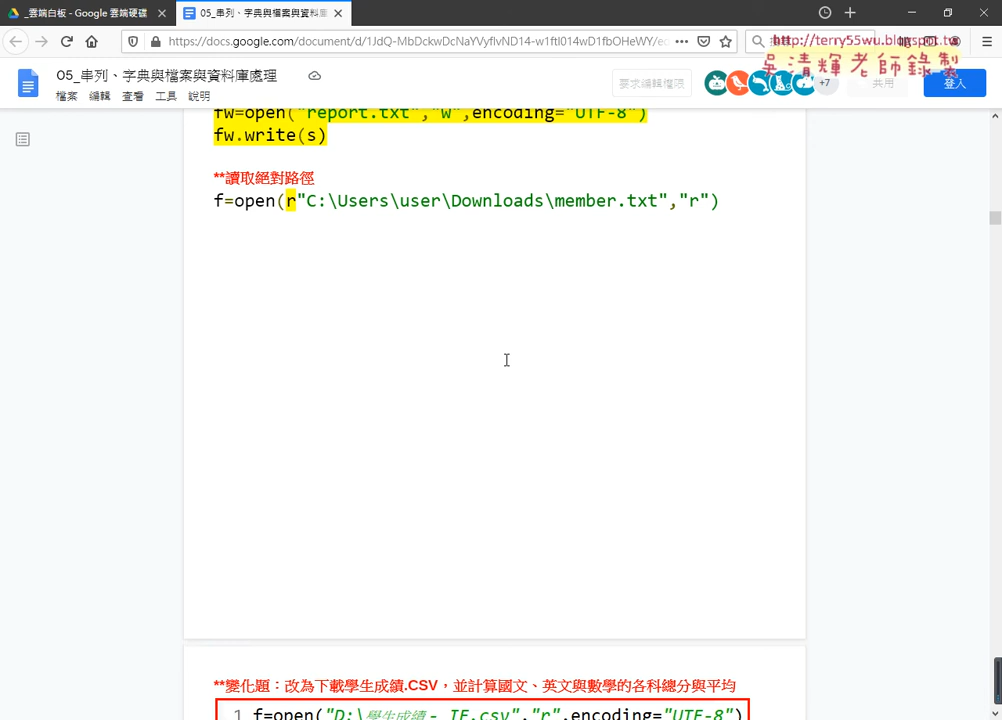 _雲端白板 - Google 雲端硬碟
05_串列、字典與檔案與資料庫
https://docs.google.com/document/d/1JdQ-MbDckwDcNaYVyflvND14-w1ftl014wD1fbOHeWY/ec
http://terry55wu.blogspot.tw
吳清輝老師錄製
05_串列、字典與檔案與資料庫處理
檔案 編輯 查看 工具 說明
要求編輯權限
+7
共用
登入
fw=open("report.txt","w",encoding="UTF-8")
fw.write(s)
**讀取絕對路徑
f=open(r"C:\Users\user\Downloads\member.txt","r")
**變化題：改為下載學生成績.CSV，並計算國文、英文與數學的各科總分與平均
1 f=open("D:\學生成績 - IF.csv","r",encoding="UTF-8")